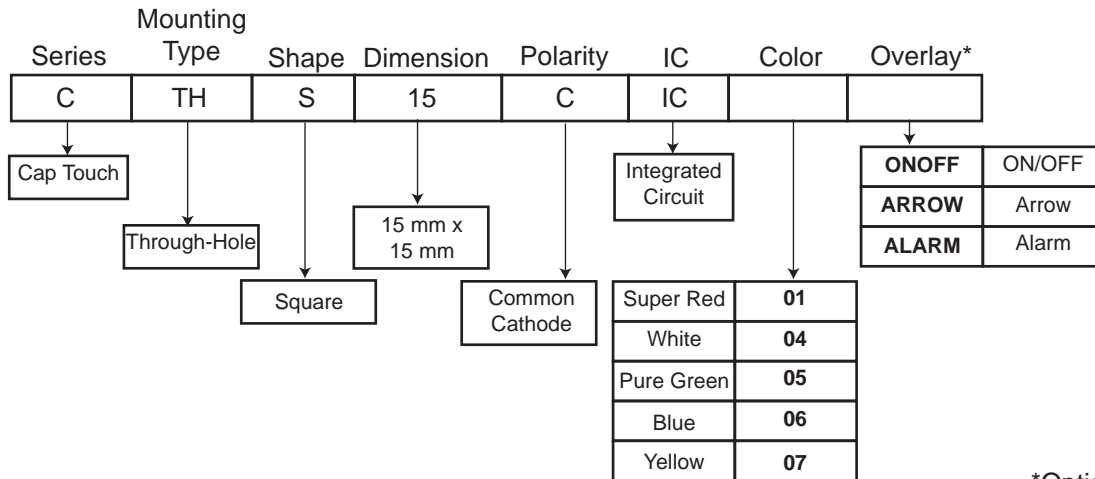 Mounting
Series Type Shape Dimension Polarity IC Color Overlay*
C TH S 15 C IC
Cap Touch
Through-Hole
Square
15 mm x
15 mm
Common
Cathode
Integrated
Circuit
Super Red 01
White 04
Pure Green 05
Blue 06
Yellow 07
ONOFF ON/OFF
ARROW Arrow
ALARM Alarm